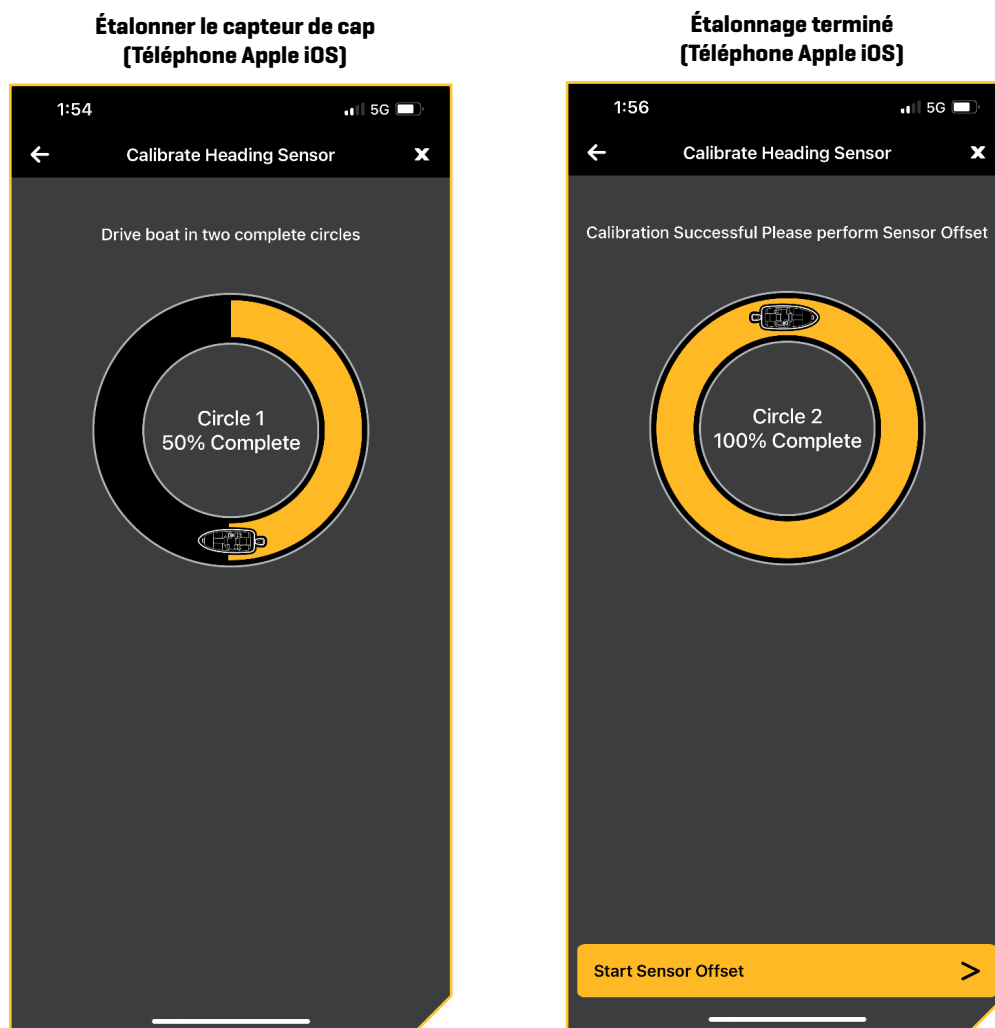 Étalonner le capteur de cap
(Téléphone Apple iOS)
1:54
5G
Calibrate Heading Sensor
x
Drive boat in two complete circles
Circle 1
50% Complete
Étalonnage terminé
(Téléphone Apple iOS)
1:56
5G
Calibrate Heading Sensor
x
Calibration Successful Please perform Sensor Offset
Circle 2
100% Complete
Start Sensor Offset